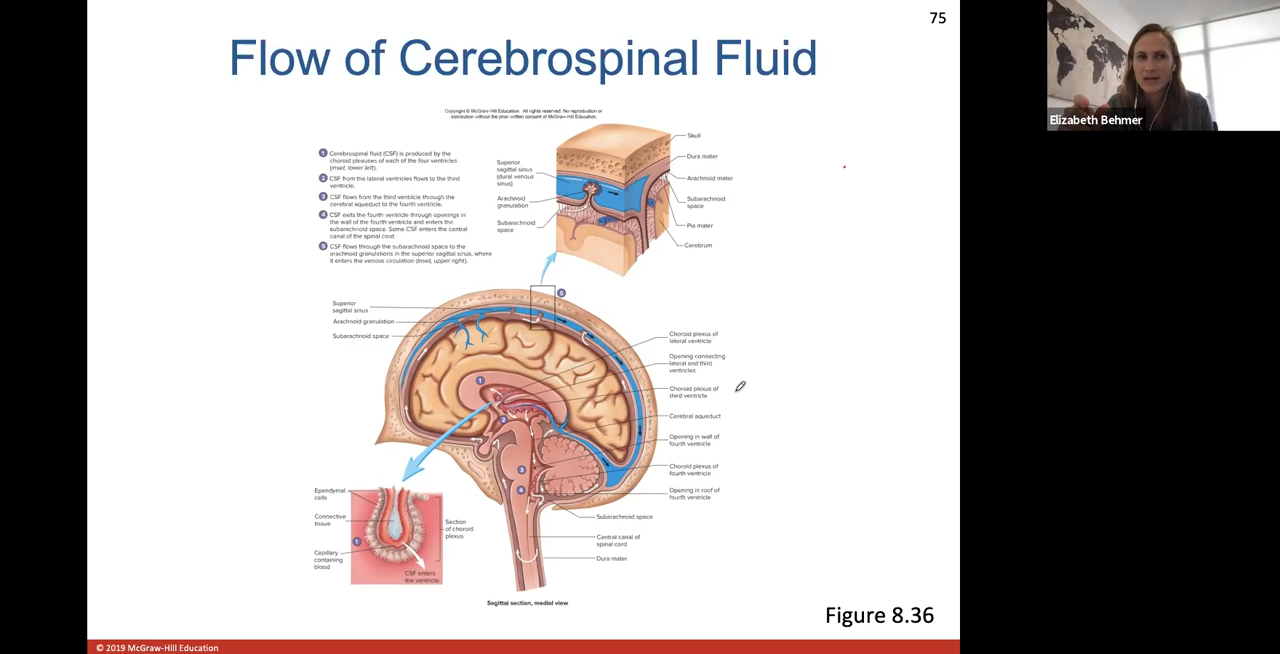 75
Flow of Cerebrospinal Fluid
Elizabeth Behmer
Copyright © McGraw-Hill Education. All rights reserved. No reproduction or
distribution without the prior written consent of McGraw-Hill Education.
1 Cerebrospinal fluid (CSF) is produced by the
choroid plexuses of each of the four ventricles
(inset, lower left).
2 CSF from the lateral ventricles flows to the third
ventricle.
3 CSF flows from the third ventricle through the
cerebral aqueduct to the fourth ventricle.
4 CSF exits the fourth ventricle through openings in
the wall of the fourth ventricle and enters the
subarachnoid space. Some CSF enters the central
canal of the spinal cord.
5 CSF flows through the subarachnoid space to the
arachnoid granulations in the superior sagittal sinus, where
it enters the venous circulation (inset, upper right).
Superior
sagittal sinus
(dural venous
sinus)
Arachnoid
granulation
Subarachnoid
space
Skull
Dura mater
Arachnoid mater
Subarachnoid
space
Pia mater
Cerebrum
5
Superior
sagittal sinus
Arachnoid granulation
Subarachnoid space
1
2
3
4
Choroid plexus of
lateral ventricle
Opening connecting
lateral and third
ventricles
Choroid plexus of
third ventricle
Cerebral aqueduct
Opening in wall of
fourth ventricle
Choroid plexus of
fourth ventricle
Opening in roof of
fourth ventricle
Subarachnoid space
Central canal of
spinal cord
Dura mater
Ependymal
cells
Connective
tissue
1
Capillary
containing
blood
Section
of choroid
plexus
CSF enters
the ventricle
Sagittal section, medial view
Figure 8.36
© 2019 McGraw-Hill Education